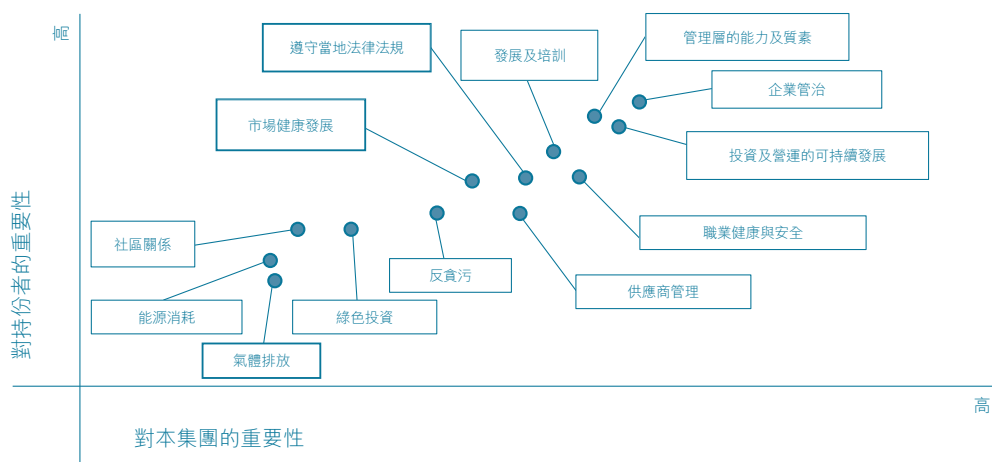 高
管理層的能力及質素
遵守當地法律法規
發展及培訓
企業管治
市場健康發展
投資及營運的可持續發展
對持份者的重要性
社區關係
職業健康與安全
反貪污
供應商管理
能源消耗
綠色投資
氣體排放
高
對本集團的重要性